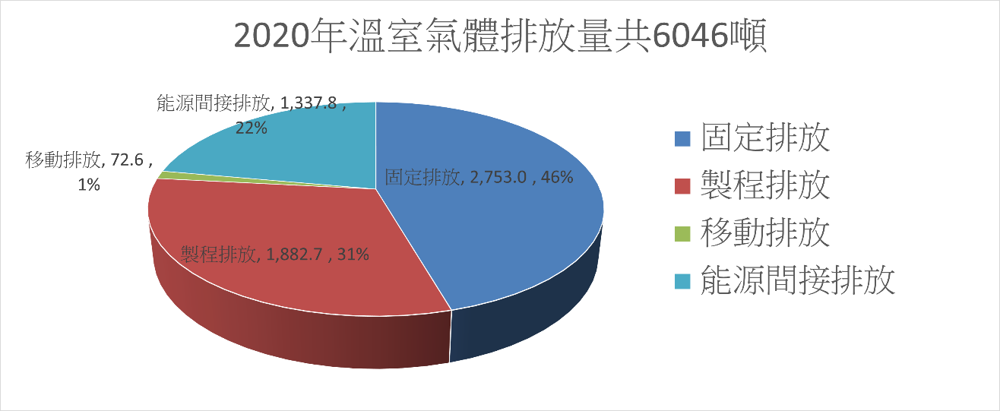 2020年溫室氣體排放量共6046噸
能源間接排放, 1,337.8 ,
22%
移動排放, 72.6 ,
1%
固定排放, 2,753.0 , 46%
製程排放, 1,882.7 , 31%
固定排放
製程排放
移動排放
能源間接排放